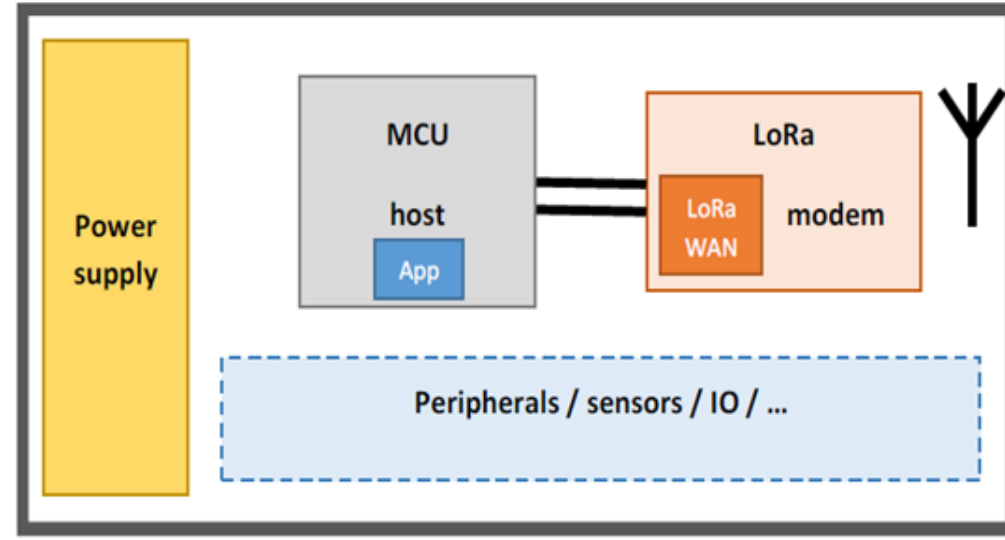 Power
supply
MCU
host
App
LoRa
LoRa
WAN
modem
Peripherals / sensors / IO / ...